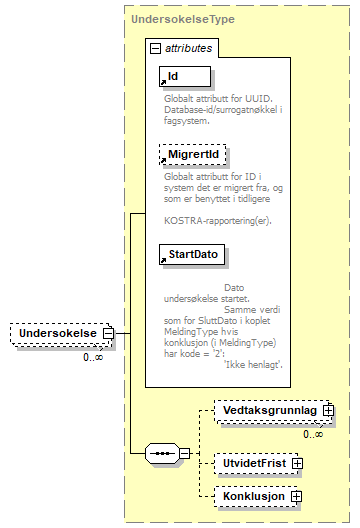 UndersokelseType
attributes
Id
Globalt attributt for UUID.
Database-id/surrogatnøkkel i
fagsystem.
MigrertId
Globalt attributt for ID i
system det er migrert fra, og
som er benyttet i tidligere
KOSTRA-rapportering(er).
StartDato
Dato
undersøkelse startet.
Samme verdi
som for SluttDato i koplet
MeldingType hvis
konklusjon (i MeldingType)
har kode = '2':
'Ikke henlagt'.
Undersokelse
0..∞
Vedtaksgrunnlag
0..∞
UtvidetFrist
Konklusjon